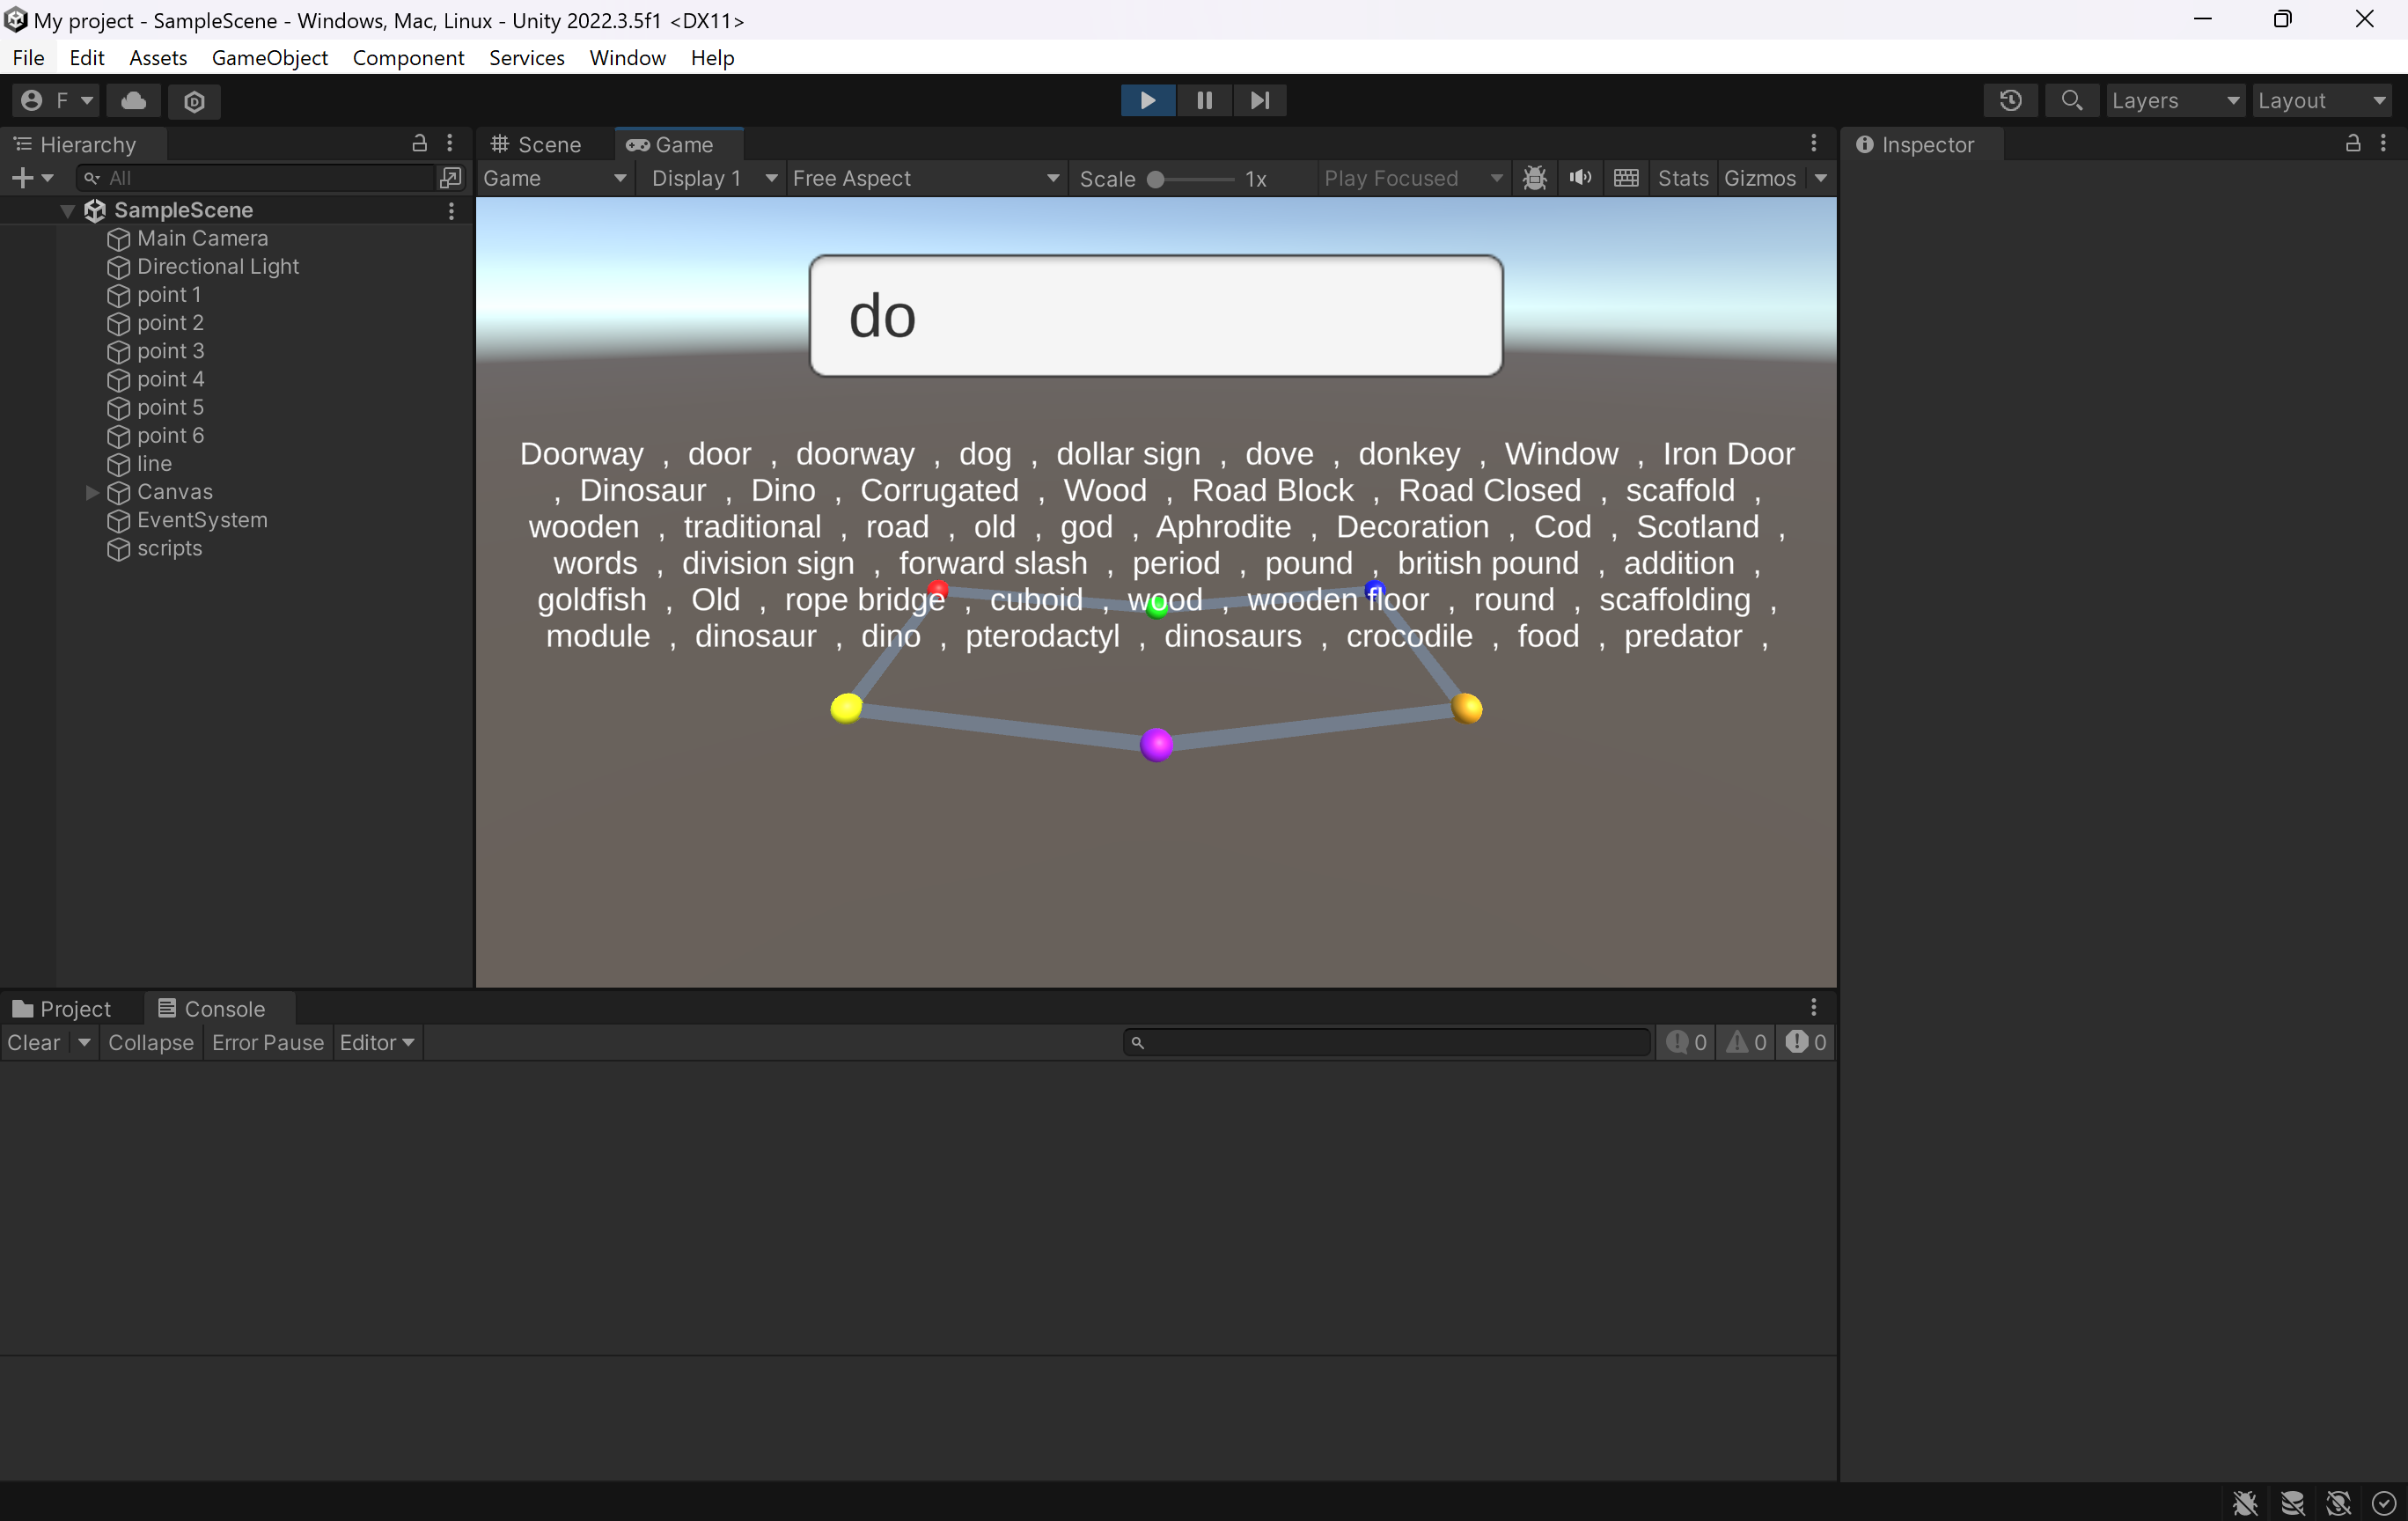 My project - SampleScene - Windows, Mac, Linux - Unity 2022.3.5f1 <DX11>
File Edit Assets GameObject Component Services Window Help
F Layers Layout
Hierarchy
All
SampleScene
Main Camera
Directional Light
point 1
point 2
point 3
point 4
point 5
point 6
line
Canvas
EventSystem
scripts
Scene Game
Game Display 1 Free Aspect Scale 1x Play Focused Stats Gizmos
do
Doorway , door , doorway , dog , dollar sign , dove , donkey , Window , Iron Door
, Dinosaur , Dino , Corrugated , Wood , Road Block , Road Closed , scaffold ,
wooden , traditional , road , old , god , Aphrodite , Decoration , Cod , Scotland ,
words , division sign , forward slash , period , pound , british pound , addition ,
goldfish , Old , rope bridge , cuboid , wood , wooden floor , round , scaffolding ,
module , dinosaur , dino , pterodactyl , dinosaurs , crocodile , food , predator ,
Inspector
Project Console
Clear Collapse Error Pause Editor 0 0 0